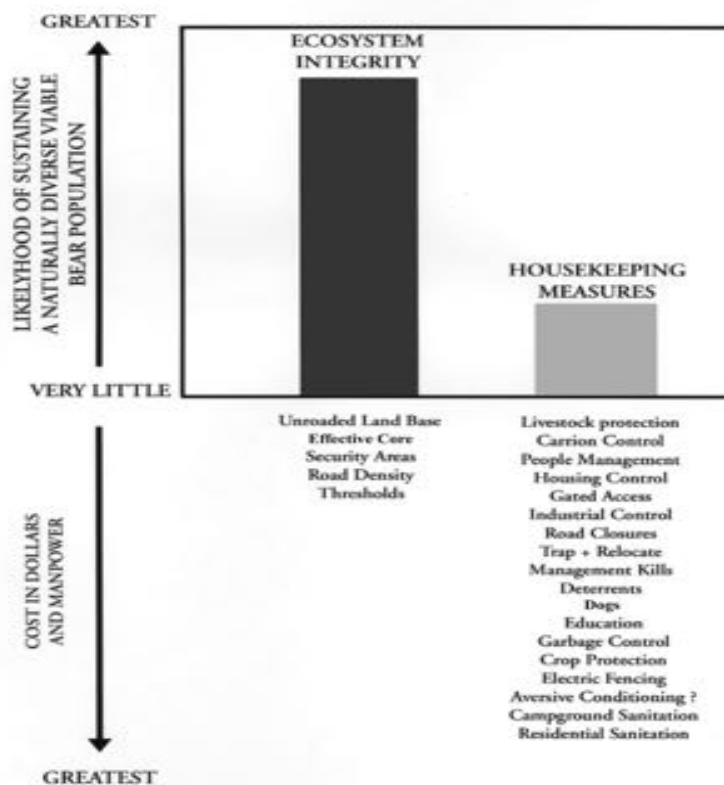 GREATEST
LIKELYHOOD OF SUSTAINING
A NATURALLY DIVERSE VIABLE
BEAR POPULATION
VERY LITTLE
COST IN DOLLARS
AND MANPOWER
GREATEST
ECOSYSTEM
INTEGRITY
HOUSEKEEPING
MEASURES
Unroaded Land Base
Effective Core
Security Areas
Road Density
Thresholds
Livestock protection
Carrion Control
People Management
Housing Control
Gated Access
Industrial Control
Road Closures
Trap + Relocate
Management Kills
Deterrents
Dogs
Education
Garbage Control
Crop Protection
Electric Fencing
Aversive Conditioning ?
Campground Sanitation
Residential Sanitation